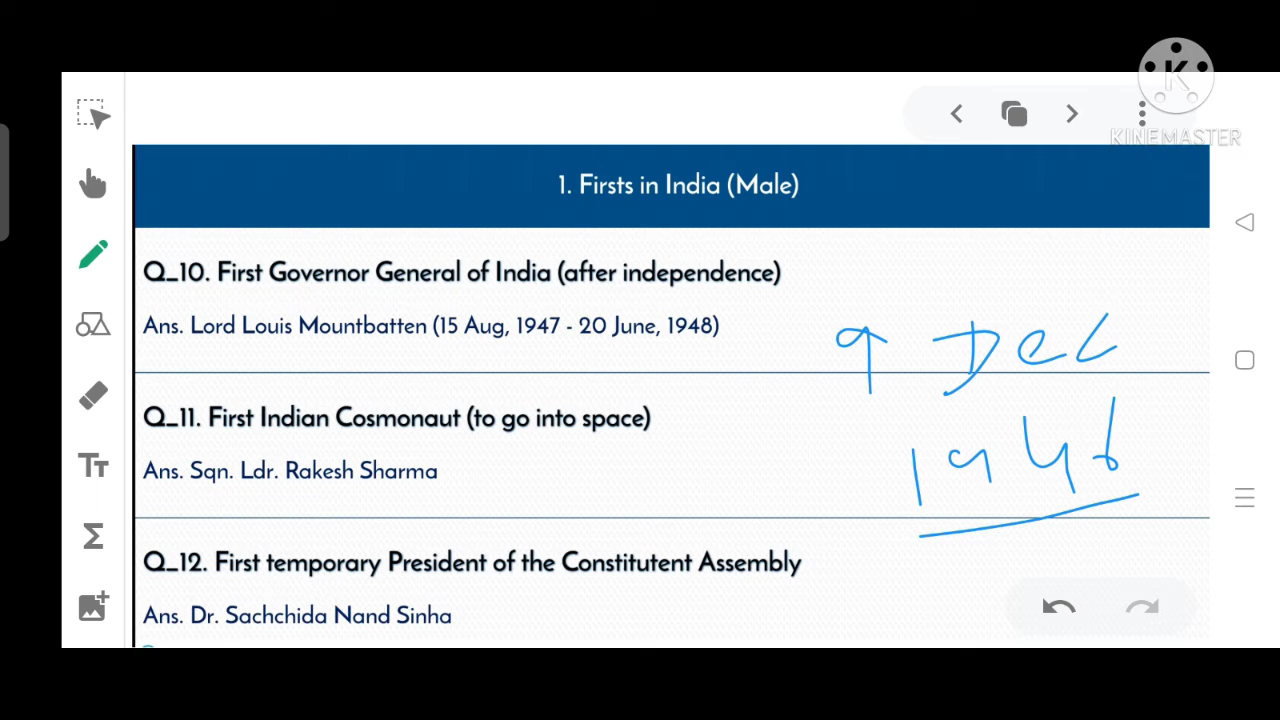 KINEMASTER
1. Firsts in India (Male)
Q_10. First Governor General of India (after independence)
Ans. Lord Louis Mountbatten (15 Aug, 1947 - 20 June, 1948)
9 Dec
1946
Q_11. First Indian Cosmonaut (to go into space)
Ans. Sqn. Ldr. Rakesh Sharma
Q_12. First temporary President of the Constitutent Assembly
Ans. Dr. Sachchida Nand Sinha
Tт